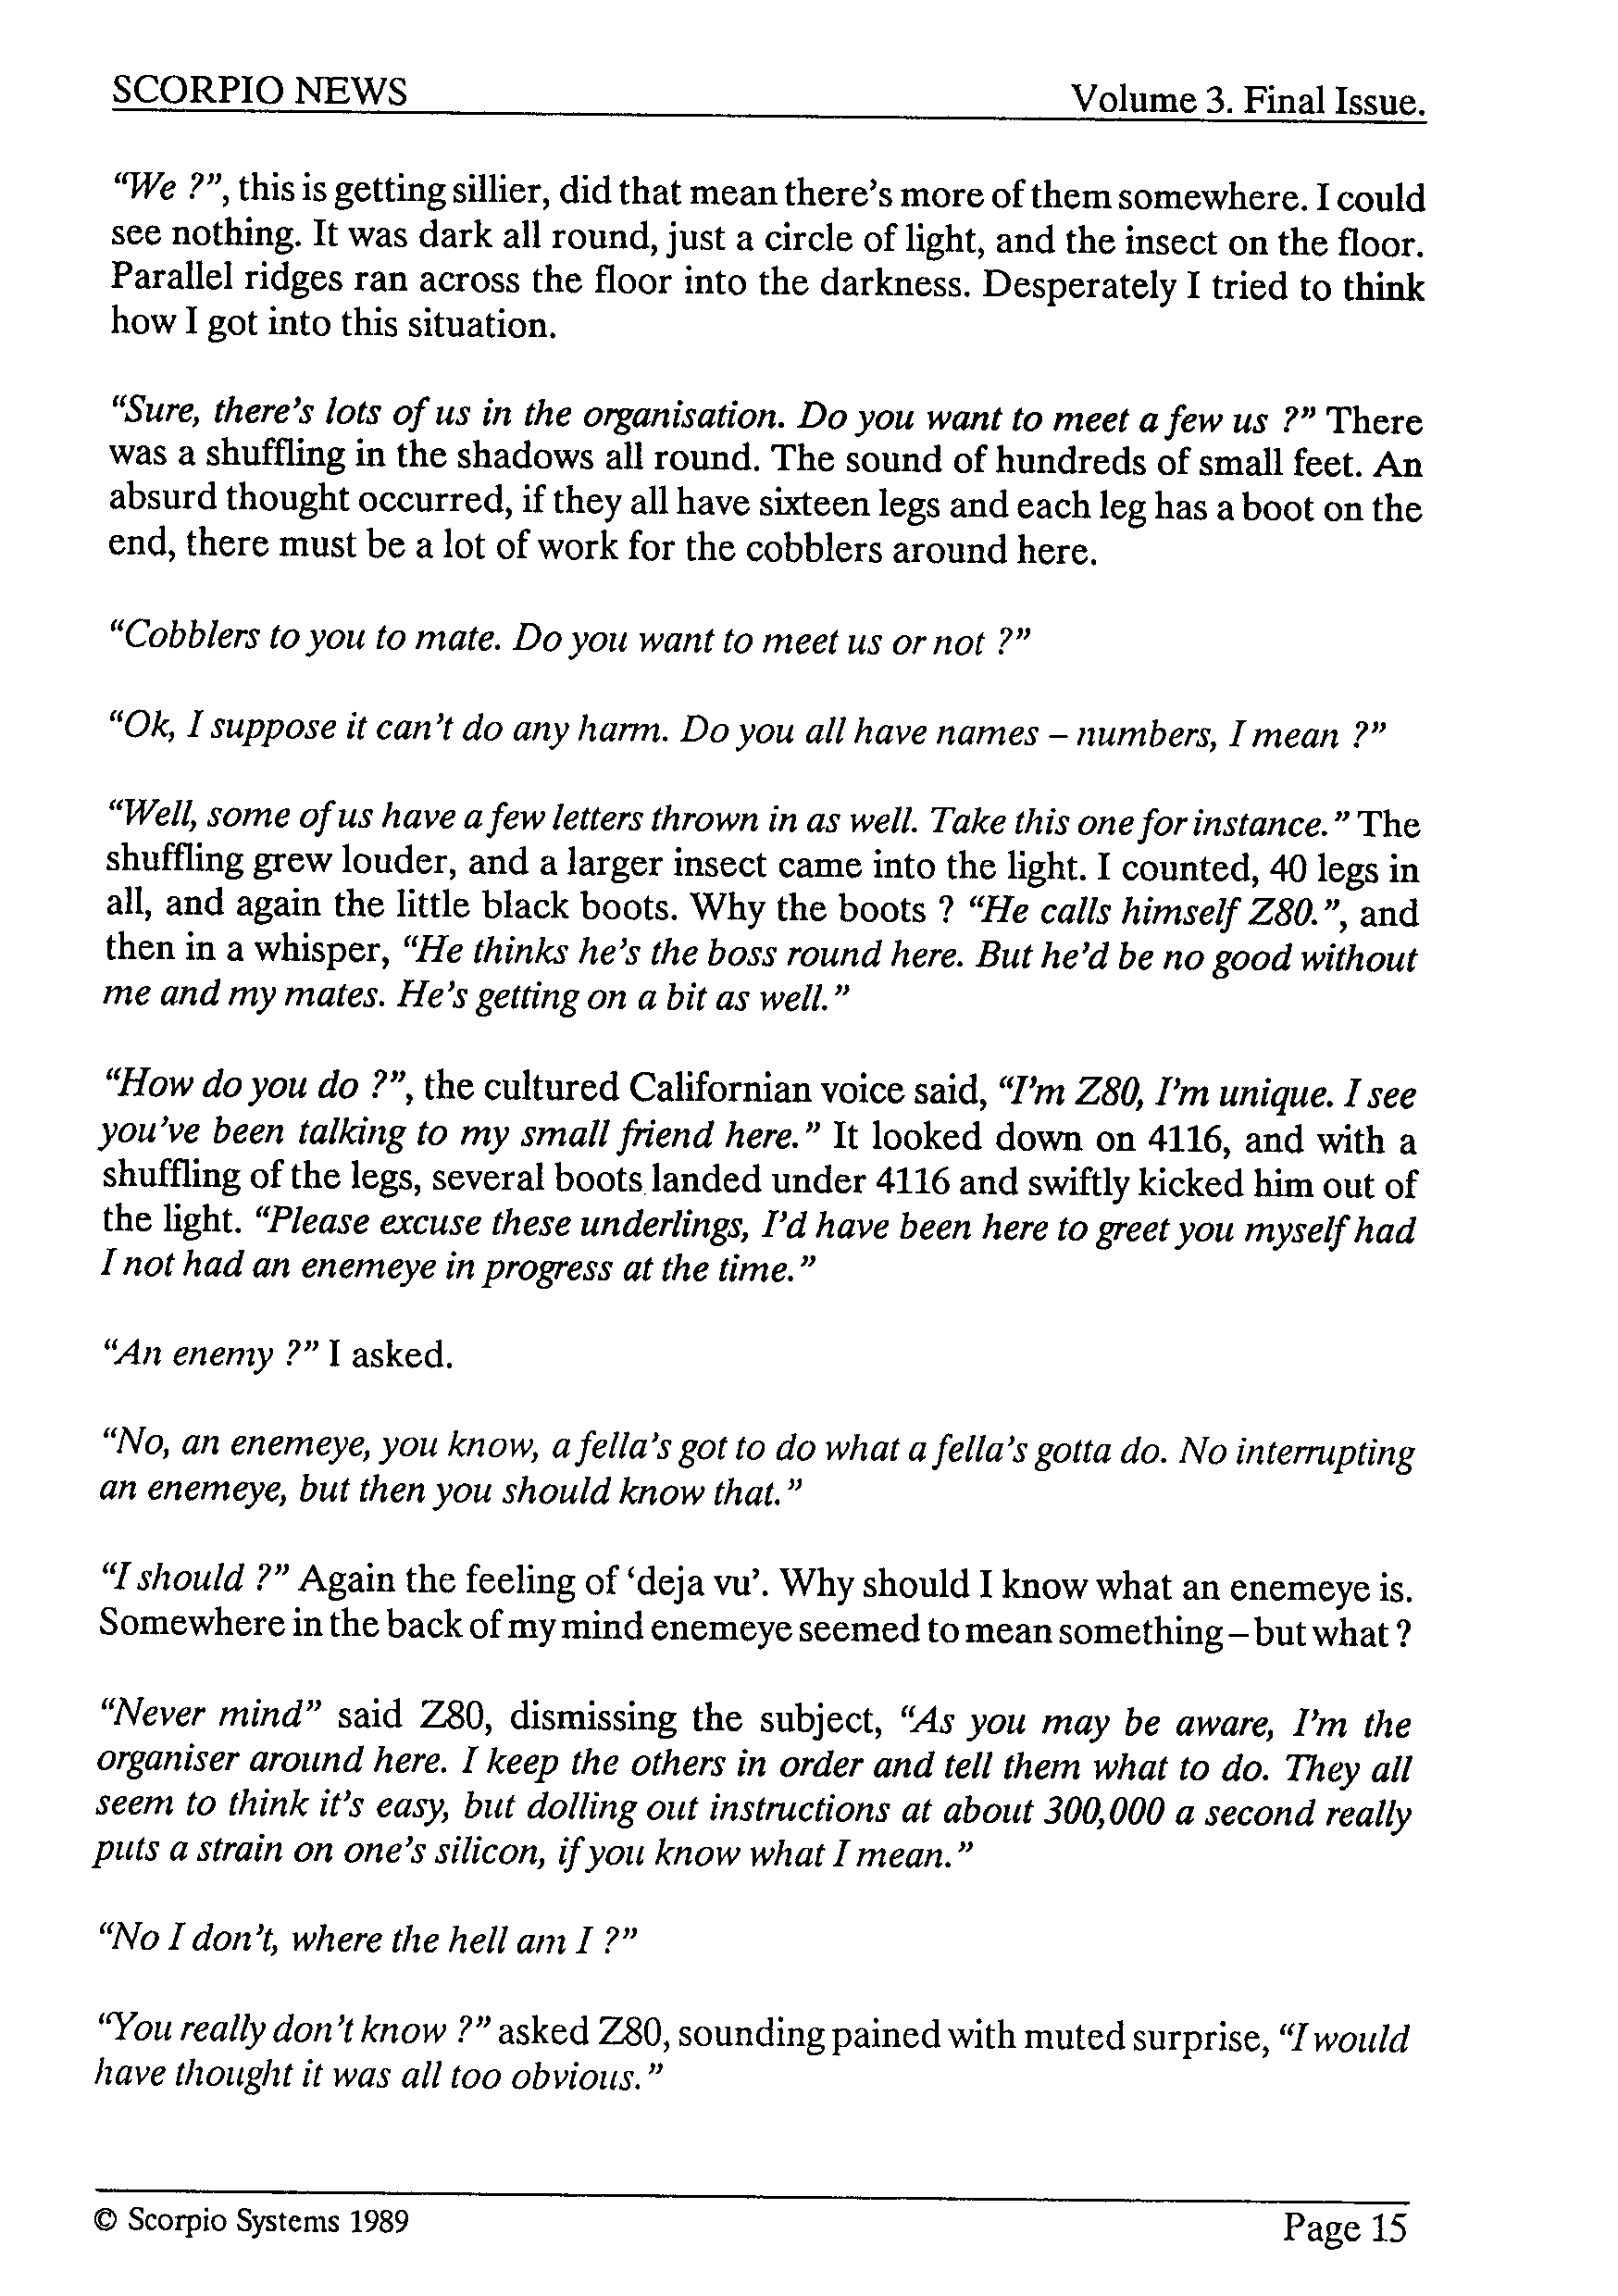 SCORPIO NEWS Volume 3. Final Issue.
“We ?”, this is getting sillier, did that mean there’s more of them somewhere. I could
see nothing. It was dark all round, just a circle of light, and the insect on the floor.
Parallel ridges ran across the floor into the darkness. Desperately I tried to think
how I got into this situation.
“Sure, there’s lots of us in the organisation. Do you want to meet a few us ?” There
was a shuffling in the shadows all round. The sound of hundreds of small feet. An
absurd thought occurred, if they all have sixteen legs and each leg has a boot on the
end, there must be a lot of work for the cobblers around here.
“Cobblers to you to mate. Do you want to meet us or not ?”
“Ok, I suppose it can’t do any harm. Do you all have names – numbers, I mean ?”
“Well, some of us have a few letters thrown in as well. Take this one for instance.” The
shuffling grew louder, and a larger insect came into the light. I counted, 40 legs in
all, and again the little black boots. Why the boots ? “He calls himself Z80.”, and
then in a whisper, “He thinks he’s the boss round here. But he’d be no good without
me and my mates. He’s getting on a bit as well.”
“How do you do ?”, the cultured Californian voice said, “I’m Z80, I’m unique. I see
you’ve been talking to my small friend here.” It looked down on 4116, and with a
shuffling of the legs, several boots landed under 4116 and swiftly kicked him out of
the light. “Please excuse these underlings, I’d have been here to greet you myself had
I not had an enemeye in progress at the time.”
“An enemy ?” I asked.
“No, an enemeye, you know, a fella’s got to do what a fella’s gotta do. No interrupting
an enemeye, but then you should know that.”
“I should ?” Again the feeling of ‘deja vu’. Why should I know what an enemeye is.
Somewhere in the back of my mind enemeye seemed to mean something – but what ?
“Never mind” said Z80, dismissing the subject, “As you may be aware, I’m the
organiser around here. I keep the others in order and tell them what to do. They all
seem to think it’s easy, but dolling out instructions at about 300,000 a second really
puts a strain on one’s silicon, if you know what I mean.”
“No I don’t, where the hell am I ?”
“You really don’t know ?” asked Z80, sounding pained with muted surprise, “I would
have thought it was all too obvious.”
© Scorpio Systems 1989 Page 15